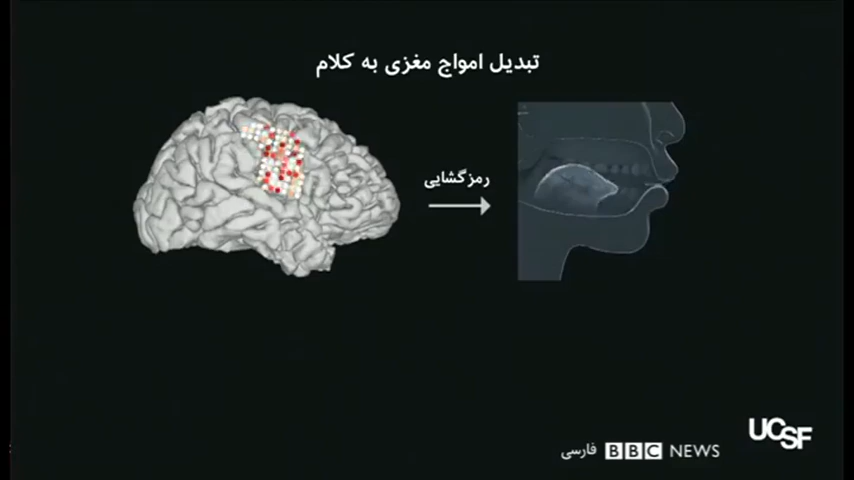 تبدیل امواج مغزی به کلام
رمزگشایی
UCSF
BBC NEWS فارسی